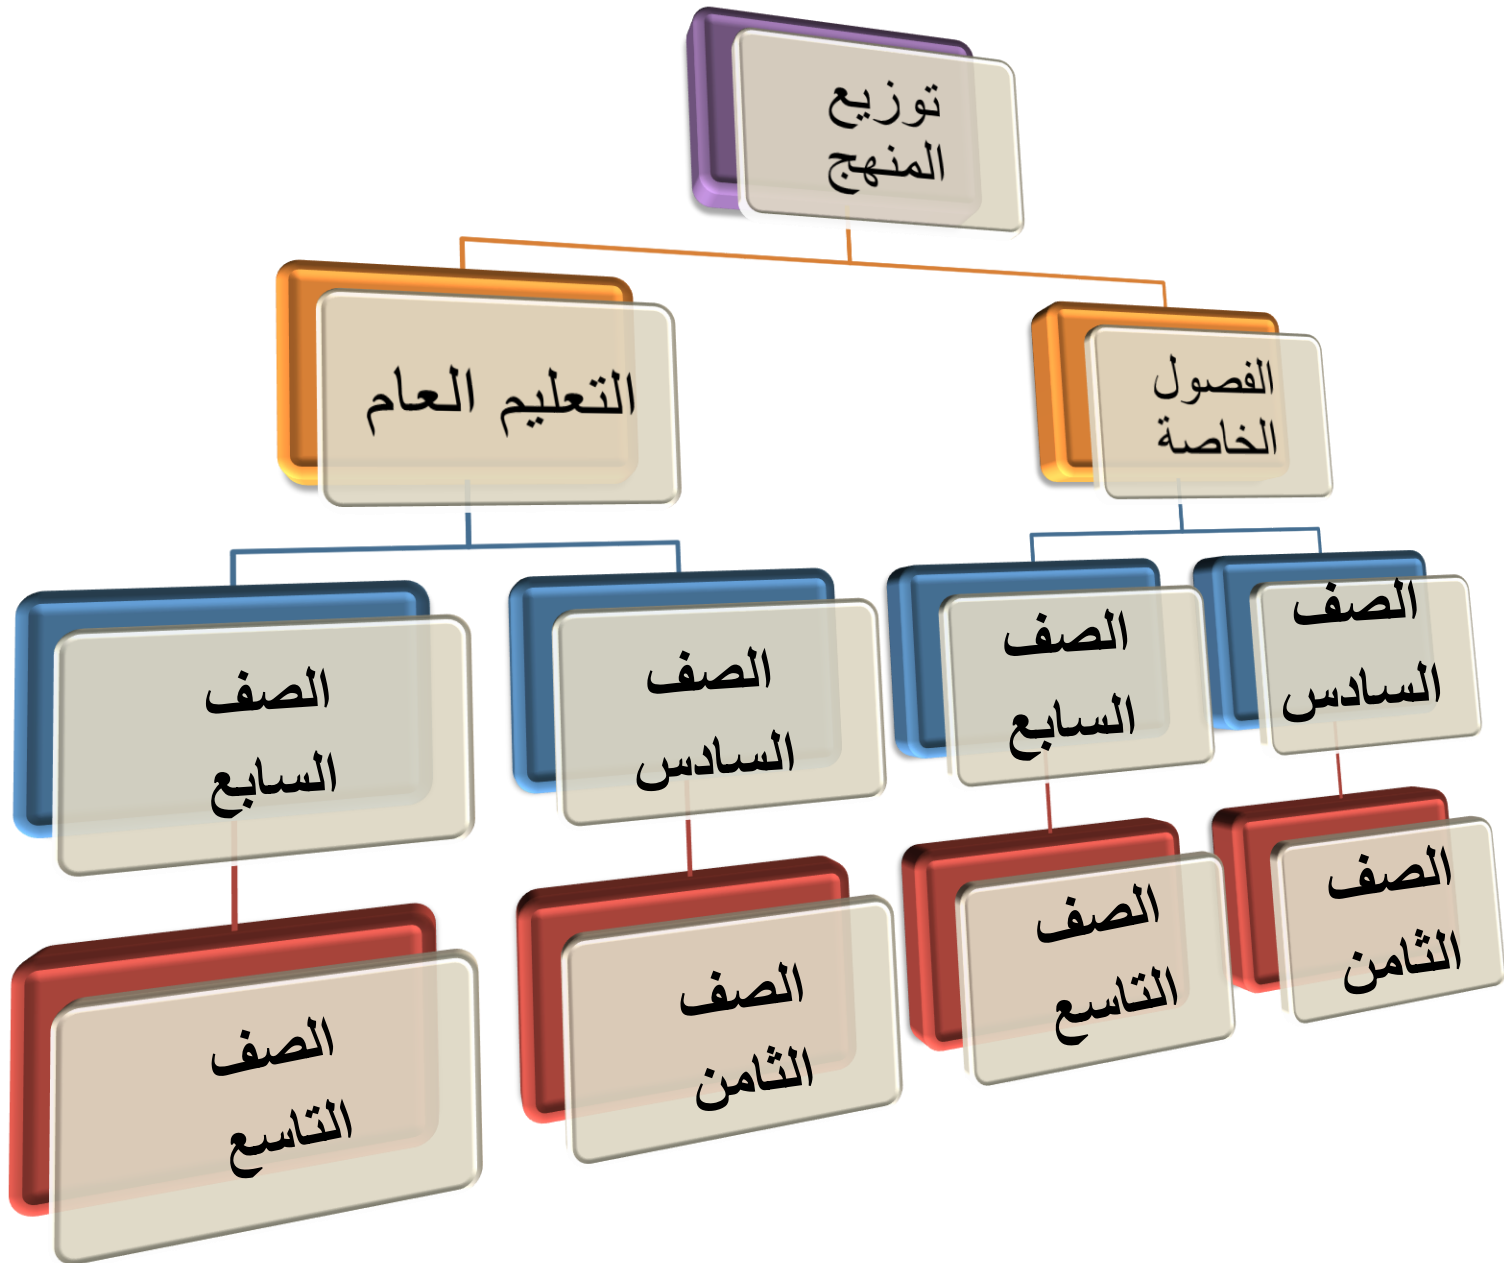 توزيع
المنهج
الفصول
الخاصة
التعليم العام
الصف
السادس
الصف
السابع
الصف
السادس
الصف
السابع
الصف
الثامن
الصف
التاسع
الصف
الثامن
الصف
التاسع